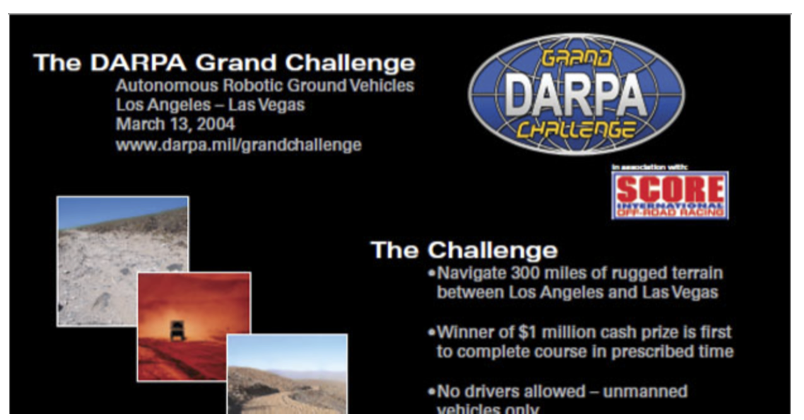 The DARPA Grand Challenge
Autonomous Robotic Ground Vehicles
Los Angeles – Las Vegas
March 13, 2004
www.darpa.mil/grandchallenge
GRAND
DARPA
CHALLENGE
in association with:
SCORE
INTERNATIONAL
OFF-ROAD RACING
The Challenge
•Navigate 300 miles of rugged terrain
between Los Angeles and Las Vegas
•Winner of $1 million cash prize is first
to complete course in prescribed time
•No drivers allowed – unmanned
vehicles only